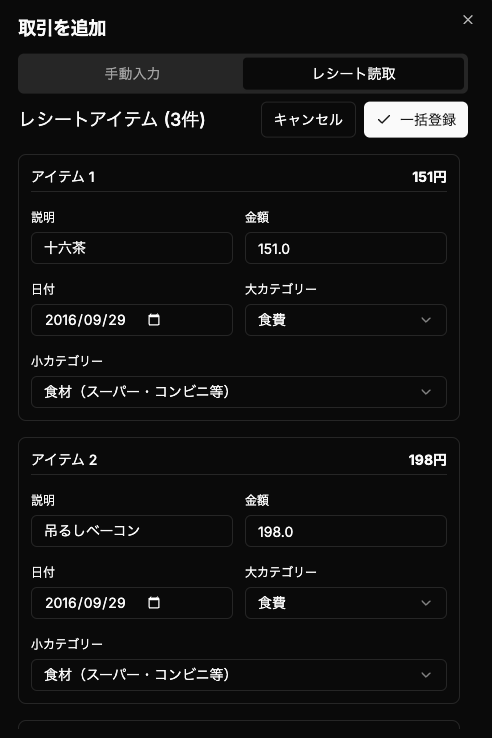 取引を追加
手動入力 レシート読取
レシートアイテム (3件) キャンセル 一括登録
アイテム 1 151円
説明 金額
十六茶 151.0
日付 大カテゴリー
2016/09/29 食費
小カテゴリー
食材（スーパー・コンビニ等）
アイテム 2 198円
説明 金額
吊るしベーコン 198.0
日付 大カテゴリー
2016/09/29 食費
小カテゴリー
食材（スーパー・コンビニ等）